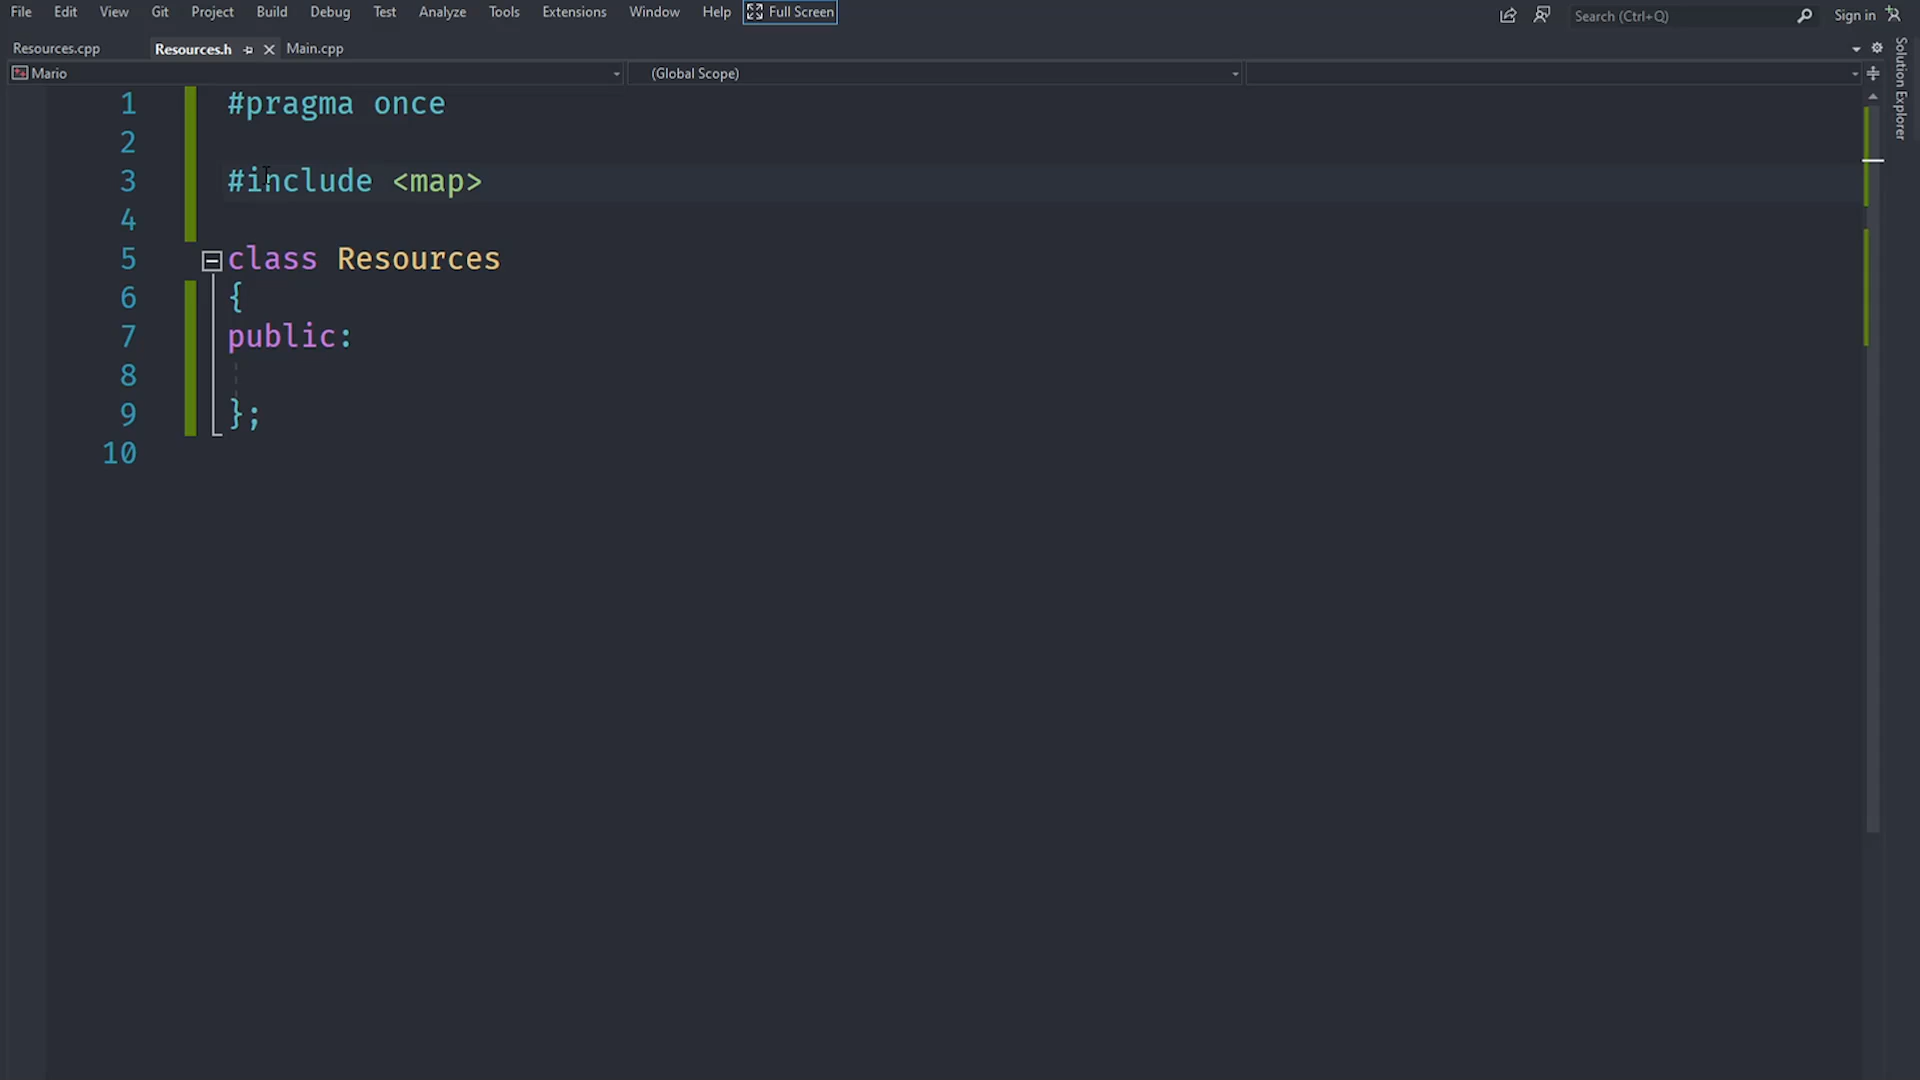 File Edit View Git Project Build Debug Test Analyze Tools Extensions Window Help Full Screen Search (Ctrl+Q) Sign in
Resources.cpp Resources.h Main.cpp
Mario (Global Scope)
Solution Explorer
1 #pragma once
2
3 #include <map>
4
5 class Resources
6 {
7 public:
8
9 };
10